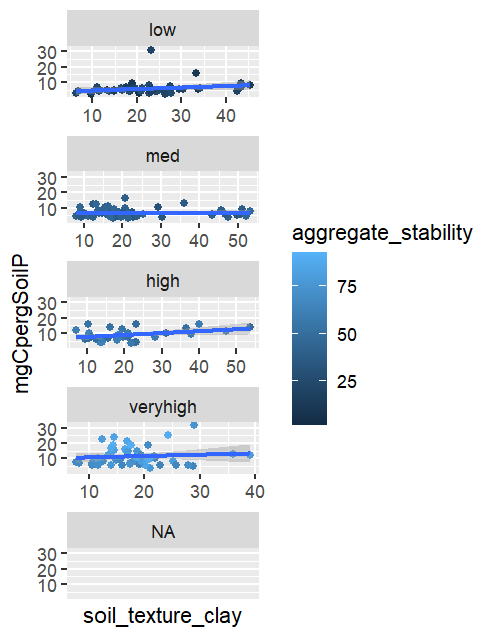 low
30
20
10
10 20 30 40
med
30
20
10
10 20 30 40 50
high
30
20
10
10 20 30 40 50
veryhigh
30
20
10
10 20 30 40
NA
30
20
10
soil_texture_clay
mgCpergSoilP
aggregate_stability
75
50
25